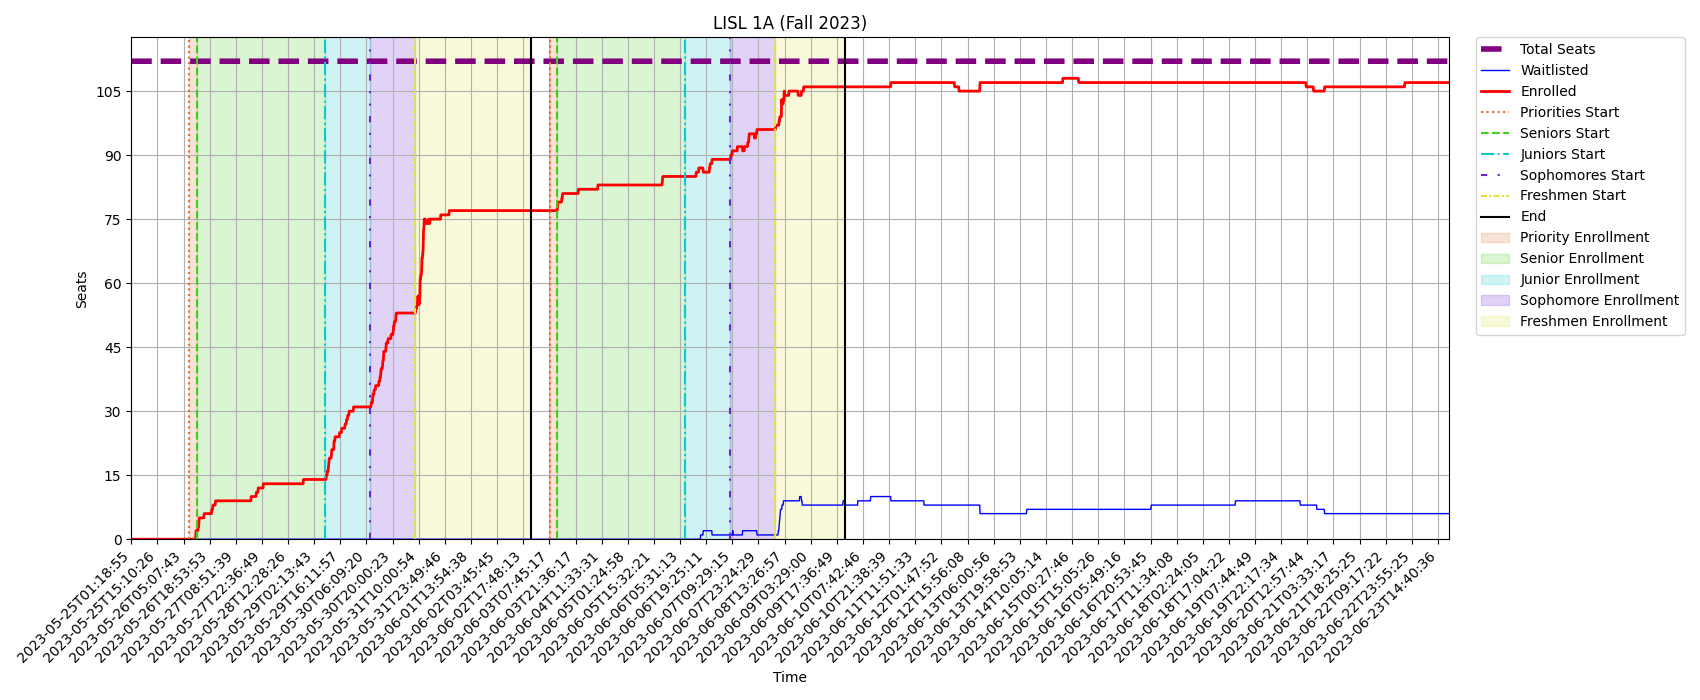 LISL 1A (Fall 2023)
Seats
105
90
75
60
45
30
15
0
2023-05-25T01:18:55
2023-05-25T15:10:26
2023-05-26T05:07:43
2023-05-26T18:53:53
2023-05-27T08:51:39
2023-05-27T22:36:49
2023-05-28T12:28:26
2023-05-29T02:13:43
2023-05-29T16:11:57
2023-05-30T06:09:20
2023-05-30T20:00:23
2023-05-31T10:00:54
2023-05-31T23:49:46
2023-06-01T13:54:38
2023-06-02T03:45:45
2023-06-02T17:48:13
2023-06-03T07:45:17
2023-06-03T21:36:17
2023-06-04T11:33:31
2023-06-05T01:24:58
2023-06-05T15:32:21
2023-06-06T05:31:13
2023-06-06T19:25:11
2023-06-07T09:29:15
2023-06-07T23:24:29
2023-06-08T13:26:57
2023-06-09T03:29:00
2023-06-09T17:36:49
2023-06-10T07:42:46
2023-06-10T21:38:39
2023-06-11T11:51:33
2023-06-12T01:47:52
2023-06-12T15:56:08
2023-06-13T06:00:56
2023-06-13T19:58:53
2023-06-14T10:05:14
2023-06-15T00:27:46
2023-06-15T15:05:26
2023-06-16T05:49:16
2023-06-16T20:53:45
2023-06-17T11:34:08
2023-06-18T02:24:05
2023-06-18T17:04:22
2023-06-19T07:44:49
2023-06-19T22:17:34
2023-06-20T12:57:44
2023-06-21T03:33:17
2023-06-21T18:25:25
2023-06-22T09:17:22
2023-06-22T23:55:25
2023-06-23T14:40:36
Time
Total Seats
Waitlisted
Enrolled
Priorities Start
Seniors Start
Juniors Start
Sophomores Start
Freshmen Start
End
Priority Enrollment
Senior Enrollment
Junior Enrollment
Sophomore Enrollment
Freshmen Enrollment